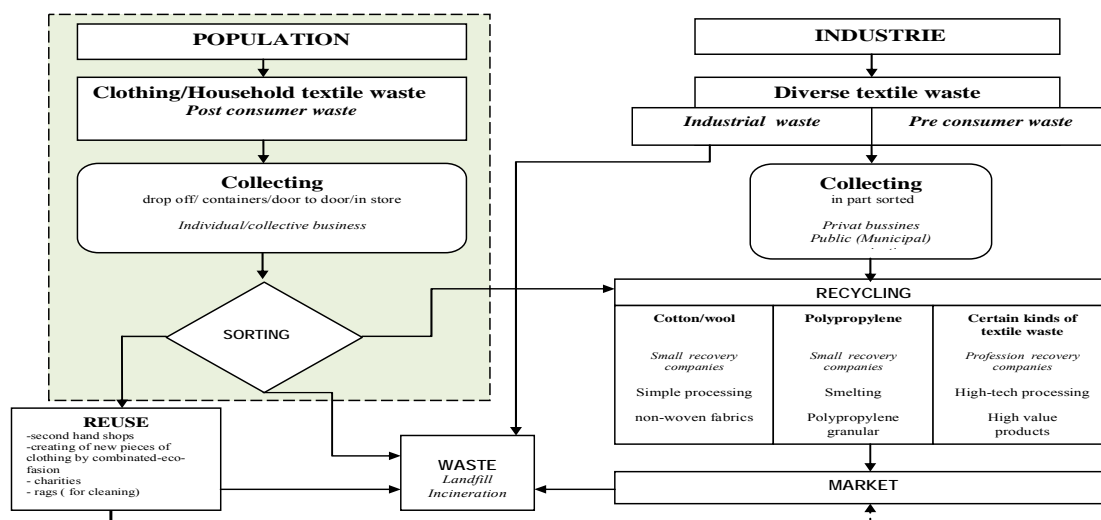 POPULATION
Clothing/Household textile waste
Post consumer waste
Collecting
drop off/ containers/door to door/in store
Individual/collective business
SORTING
REUSE
-second hand shops
-creating of new pieces of
clothing by combinated-eco-
fasion
- charities
- rags ( for cleaning)
WASTE
Landfill
Incineration
INDUSTRIE
Diverse textile waste
Industrial waste
Pre consumer waste
Collecting
in part sorted
Privat bussines
Public (Municipal)
RECYCLING
Cotton/wool
Small recovery
companies
Simple processing
non-woven fabrics
Polypropylene
Small recovery
companies
Smelting
Polypropylene
granular
Certain kinds of
textile waste
Profession recovery
companies
High-tech processing
High value
products
MARKET